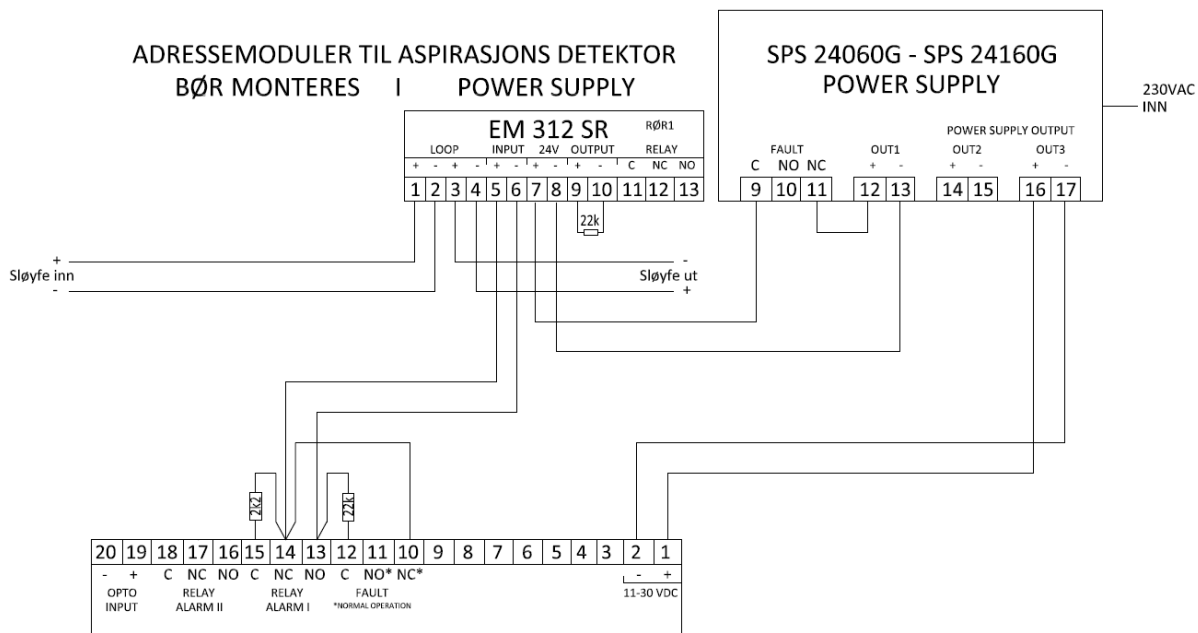 ADRESSEMODULER TIL ASPIRASJONS DETEKTOR
BØR MONTERES I POWER SUPPLY
SPS 24060G - SPS 24160G
POWER SUPPLY
230VAC
INN
EM 312 SR RØR1
LOOP INPUT 24V OUTPUT RELAY
+ - + - + - + - + - C NC NO
1 2 3 4 5 6 7 8 9 10 11 12 13
22k
POWER SUPPLY OUTPUT
FAULT OUT1 OUT2 OUT3
C NO NC + - + - + -
9 10 11 12 13 14 15 16 17
+
Sløyfe inn
-
-
Sløyfe ut
+
2k2
22k
20 19 18 17 16 15 14 13 12 11 10 9 8 7 6 5 4 3 2 1
- + C NC NO C NC NO C NO* NC* - +
OPTO INPUT
RELAY ALARM II
RELAY ALARM I
FAULT
*NORMAL OPERATION
11-30 VDC